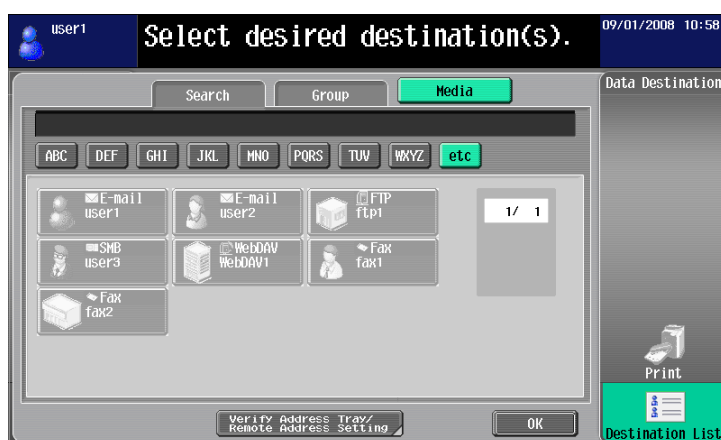 user1
Select desired destination(s).
09/01/2008 10:58
Search
Group
Media
Data Destination
ABC
DEF
GHI
JKL
MNO
PQRS
TUV
WXYZ
etc
E-mail
user1
E-mail
user2
FTP
ftp1
1/ 1
SMB
user3
WebDAV
WebDAV1
Fax
fax1
Fax
fax2
Print
Verify Address Tray/
Remote Address Setting
OK
Destination List